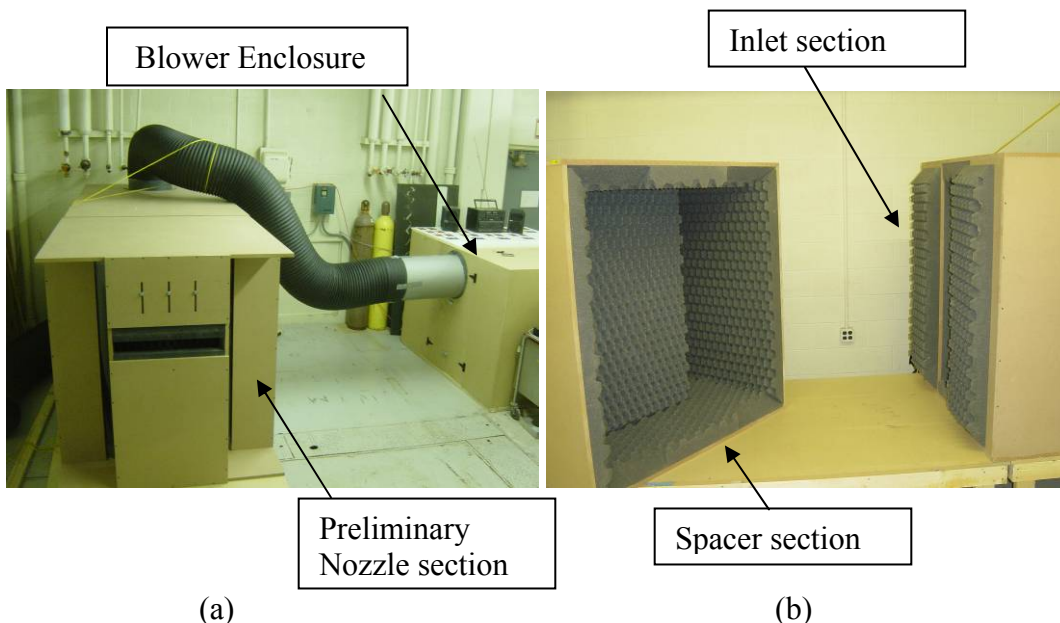 Blower Enclosure
Inlet section
Preliminary
Nozzle section
Spacer section
(a)
(b)